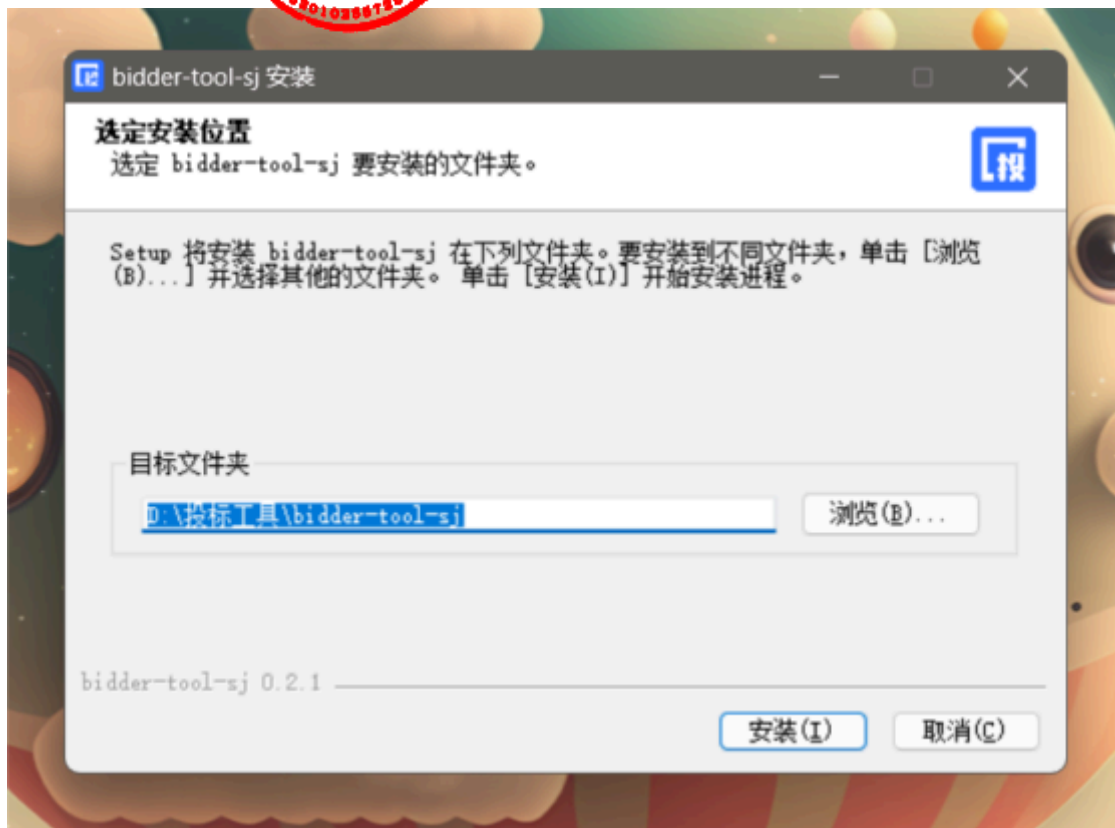 bidder-tool-sj 安装
选定安装位置
选定 bidder-tool-sj 要安装的文件夹。
投
Setup 将安装 bidder-tool-sj 在下列文件夹。要安装到不同文件夹，单击 [浏览
(B)...] 并选择其他的文件夹。 单击 [安装(I)] 开始安装进程。
目标文件夹
D:\投标工具\bidder-tool-sj
浏览(B)...
bidder-tool-sj 0.2.1
安装(I)
取消(C)